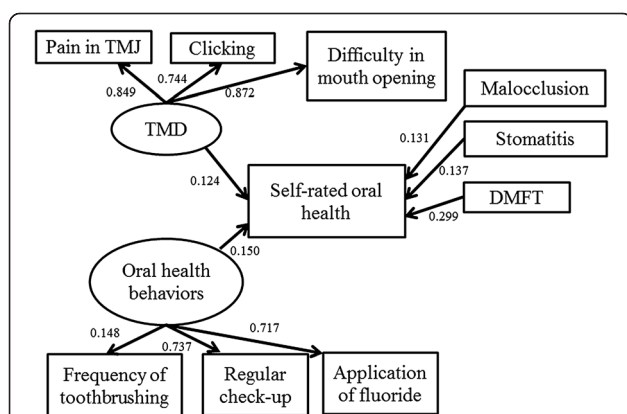 Pain in TMJ
Clicking
Difficulty in
mouth opening
0.849
0.744
0.872
TMD
Malocclusion
Stomatitis
DMFT
0.131
0.137
0.299
0.124
Self-rated oral
health
0.150
Oral health
behaviors
0.148
0.737
0.717
Frequency of
toothbrushing
Regular
check-up
Application
of fluoride